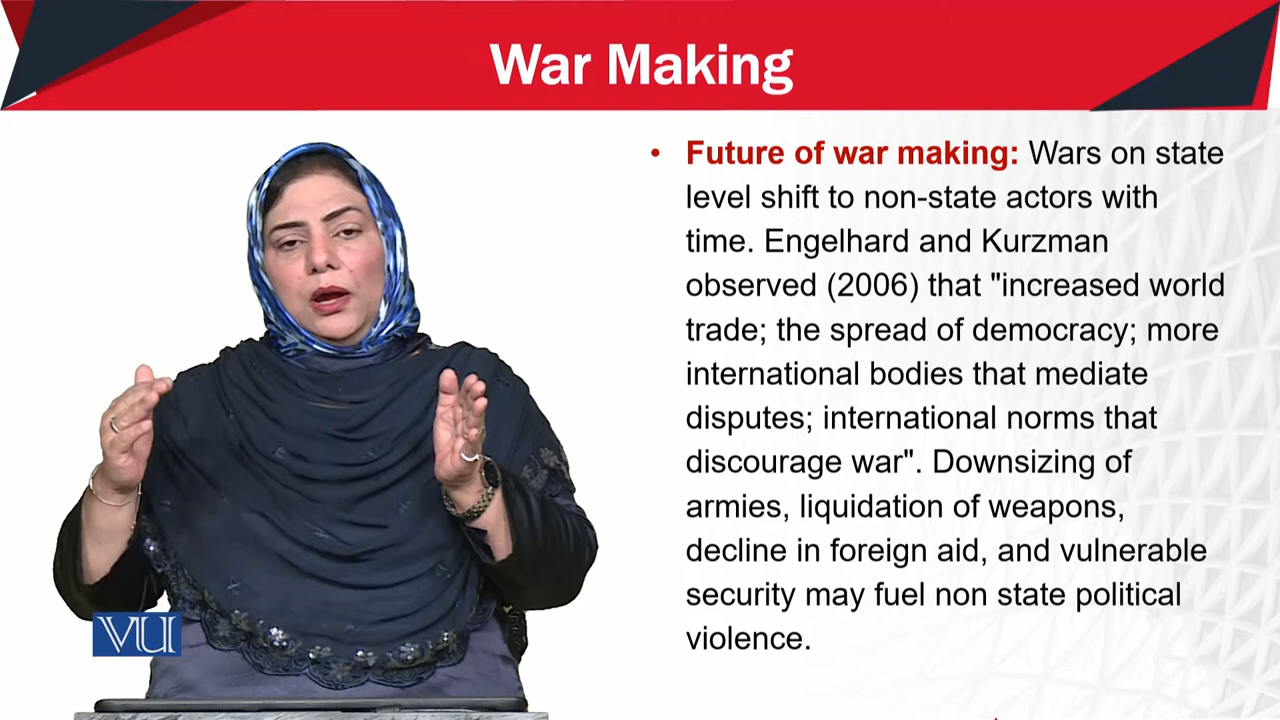 War Making
• Future of war making: Wars on state
level shift to non-state actors with
time. Engelhard and Kurzman
observed (2006) that "increased world
trade; the spread of democracy; more
international bodies that mediate
disputes; international norms that
discourage war". Downsizing of
armies, liquidation of weapons,
decline in foreign aid, and vulnerable
security may fuel non state political
violence.
VU